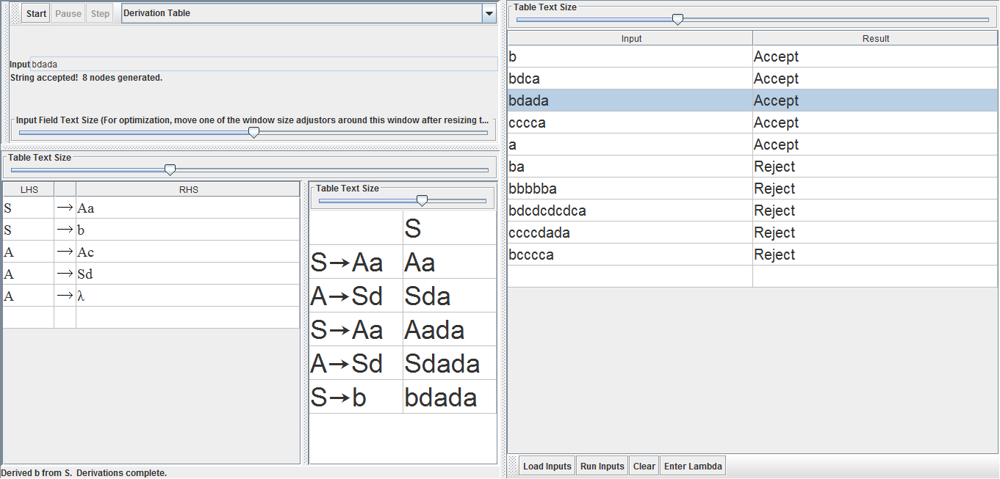 Start Pause Step Derivation Table
Input bdada
String accepted!  8 nodes generated.
Input Field Text Size (For optimization, move one of the window size adjustors around this window after resizing t...
Table Text Size
LHS RHS
S → Aa
S → b
A → Ac
A → Sd
A → λ
Table Text Size
S
S→Aa Aa
A→Sd Sda
S→Aa Aada
A→Sd Sdada
S→b bdada
Derived b from S.  Derivations complete.
Table Text Size
Input Result
b Accept
bdca Accept
bdada Accept
cccca Accept
a Accept
ba Reject
bbbbba Reject
bdcdcdcdca Reject
ccccdada Reject
bcccca Reject
Load Inputs Run Inputs Clear Enter Lambda